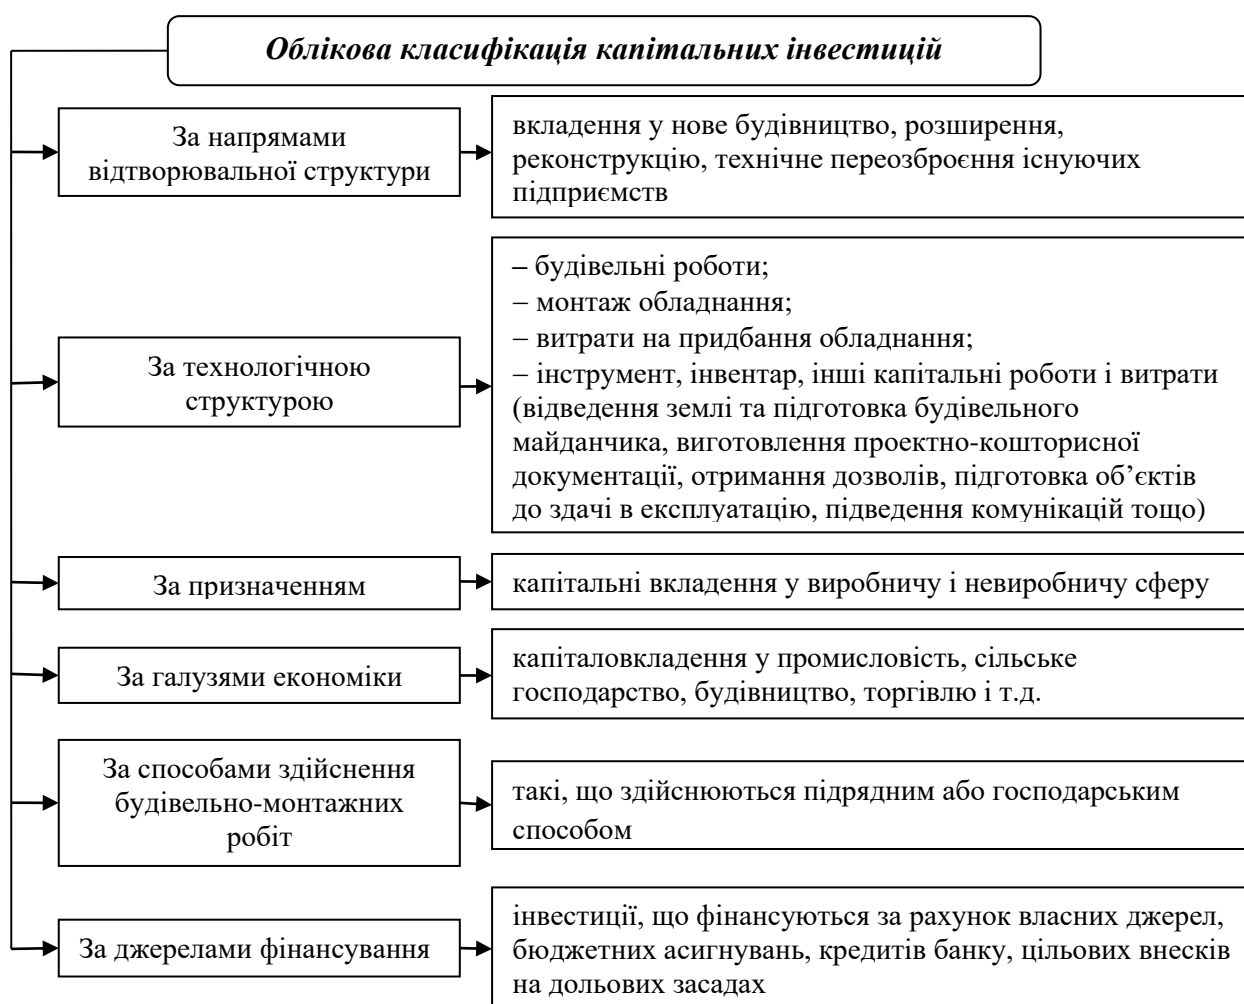 Облікова класифікація капітальних інвестицій
За напрямами
відтворювальної структури
вкладення у нове будівництво, розширення,
реконструкцію, технічне переозброєння існуючих
підприємств
За технологічною
структурою
– будівельні роботи;
– монтаж обладнання;
– витрати на придбання обладнання;
– інструмент, інвентар, інші капітальні роботи і витрати
(відведення землі та підготовка будівельного
майданчика, виготовлення проектно-кошторисної
документації, отримання дозволів, підготовка об’єктів
до здачі в експлуатацію, підведення комунікацій тощо)
За призначенням
капітальні вкладення у виробничу і невиробничу сферу
За галузями економіки
капіталовкладення у промисловість, сільське
господарство, будівництво, торгівлю і т.д.
За способами здійснення
будівельно-монтажних
робіт
такі, що здійснюються підрядним або господарським
способом
За джерелами фінансування
інвестиції, що фінансуються за рахунок власних джерел,
бюджетних асигнувань, кредитів банку, цільових внесків
на дольових засадах